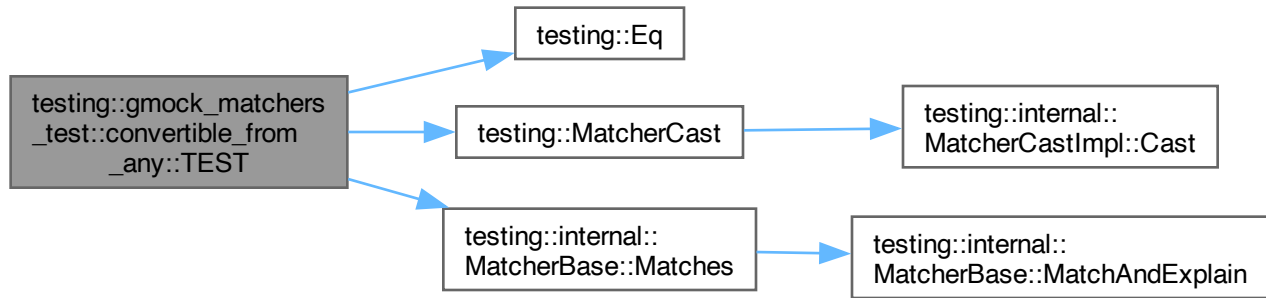 testing::gmock_matchers
_test::convertible_from
_any::TEST
testing::Eq
testing::MatcherCast
testing::internal::
MatcherCastImpl::Cast
testing::internal::
MatcherBase::Matches
testing::internal::
MatcherBase::MatchAndExplain